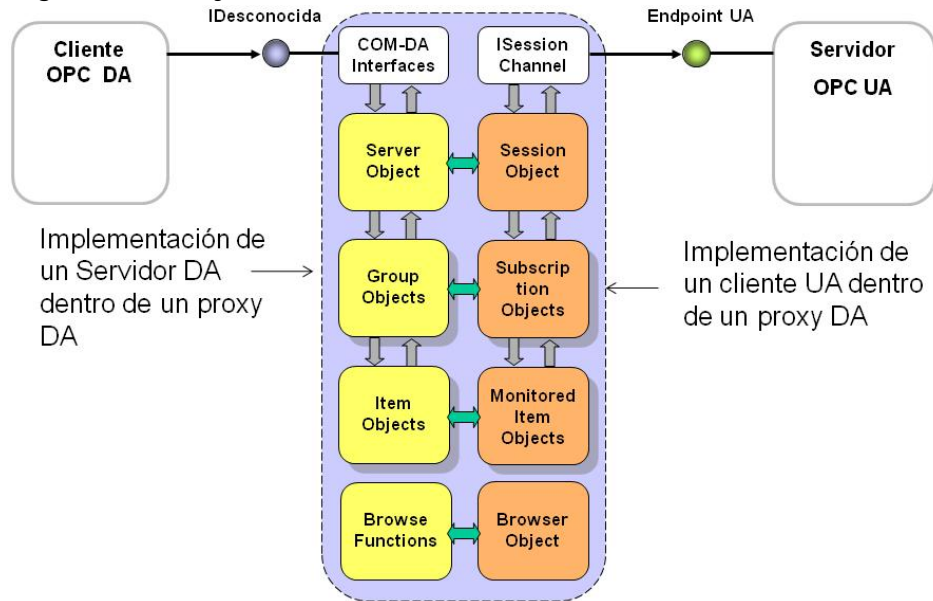 IDesconocida
Endpoint UA
Cliente
OPC DA
COM-DA
Interfaces
ISession
Channel
Servidor
OPC UA
Server
Object
Session
Object
Implementación de
un Servidor DA
dentro de un proxy
DA
Group
Objects
Subscrip
tion
Objects
Implementación de
un cliente UA dentro
de un proxy DA
Item
Objects
Monitored
Item
Objects
Browse
Functions
Browser
Object